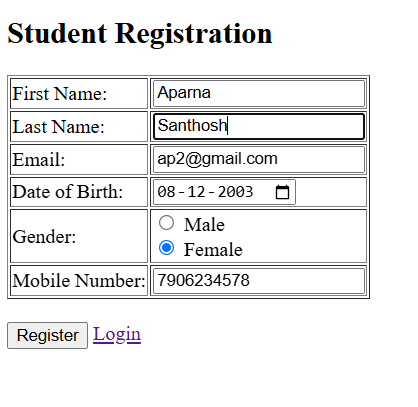 Student Registration
First Name: Aparna
Last Name: Santhosh
Email: ap2@gmail.com
Date of Birth: 08-12-2003
Gender: Male
Female
Mobile Number: 7906234578
Register Login